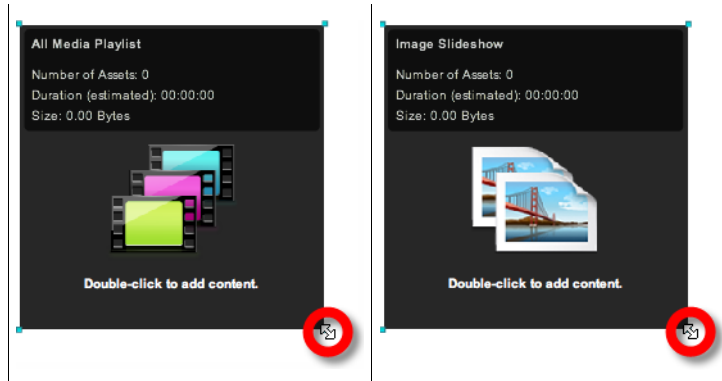 All Media Playlist
Number of Assets: 0
Duration (estimated): 00:00:00
Size: 0.00 Bytes
Double-click to add content.
Image Slideshow
Number of Assets: 0
Duration (estimated): 00:00:00
Size: 0.00 Bytes
Double-click to add content.